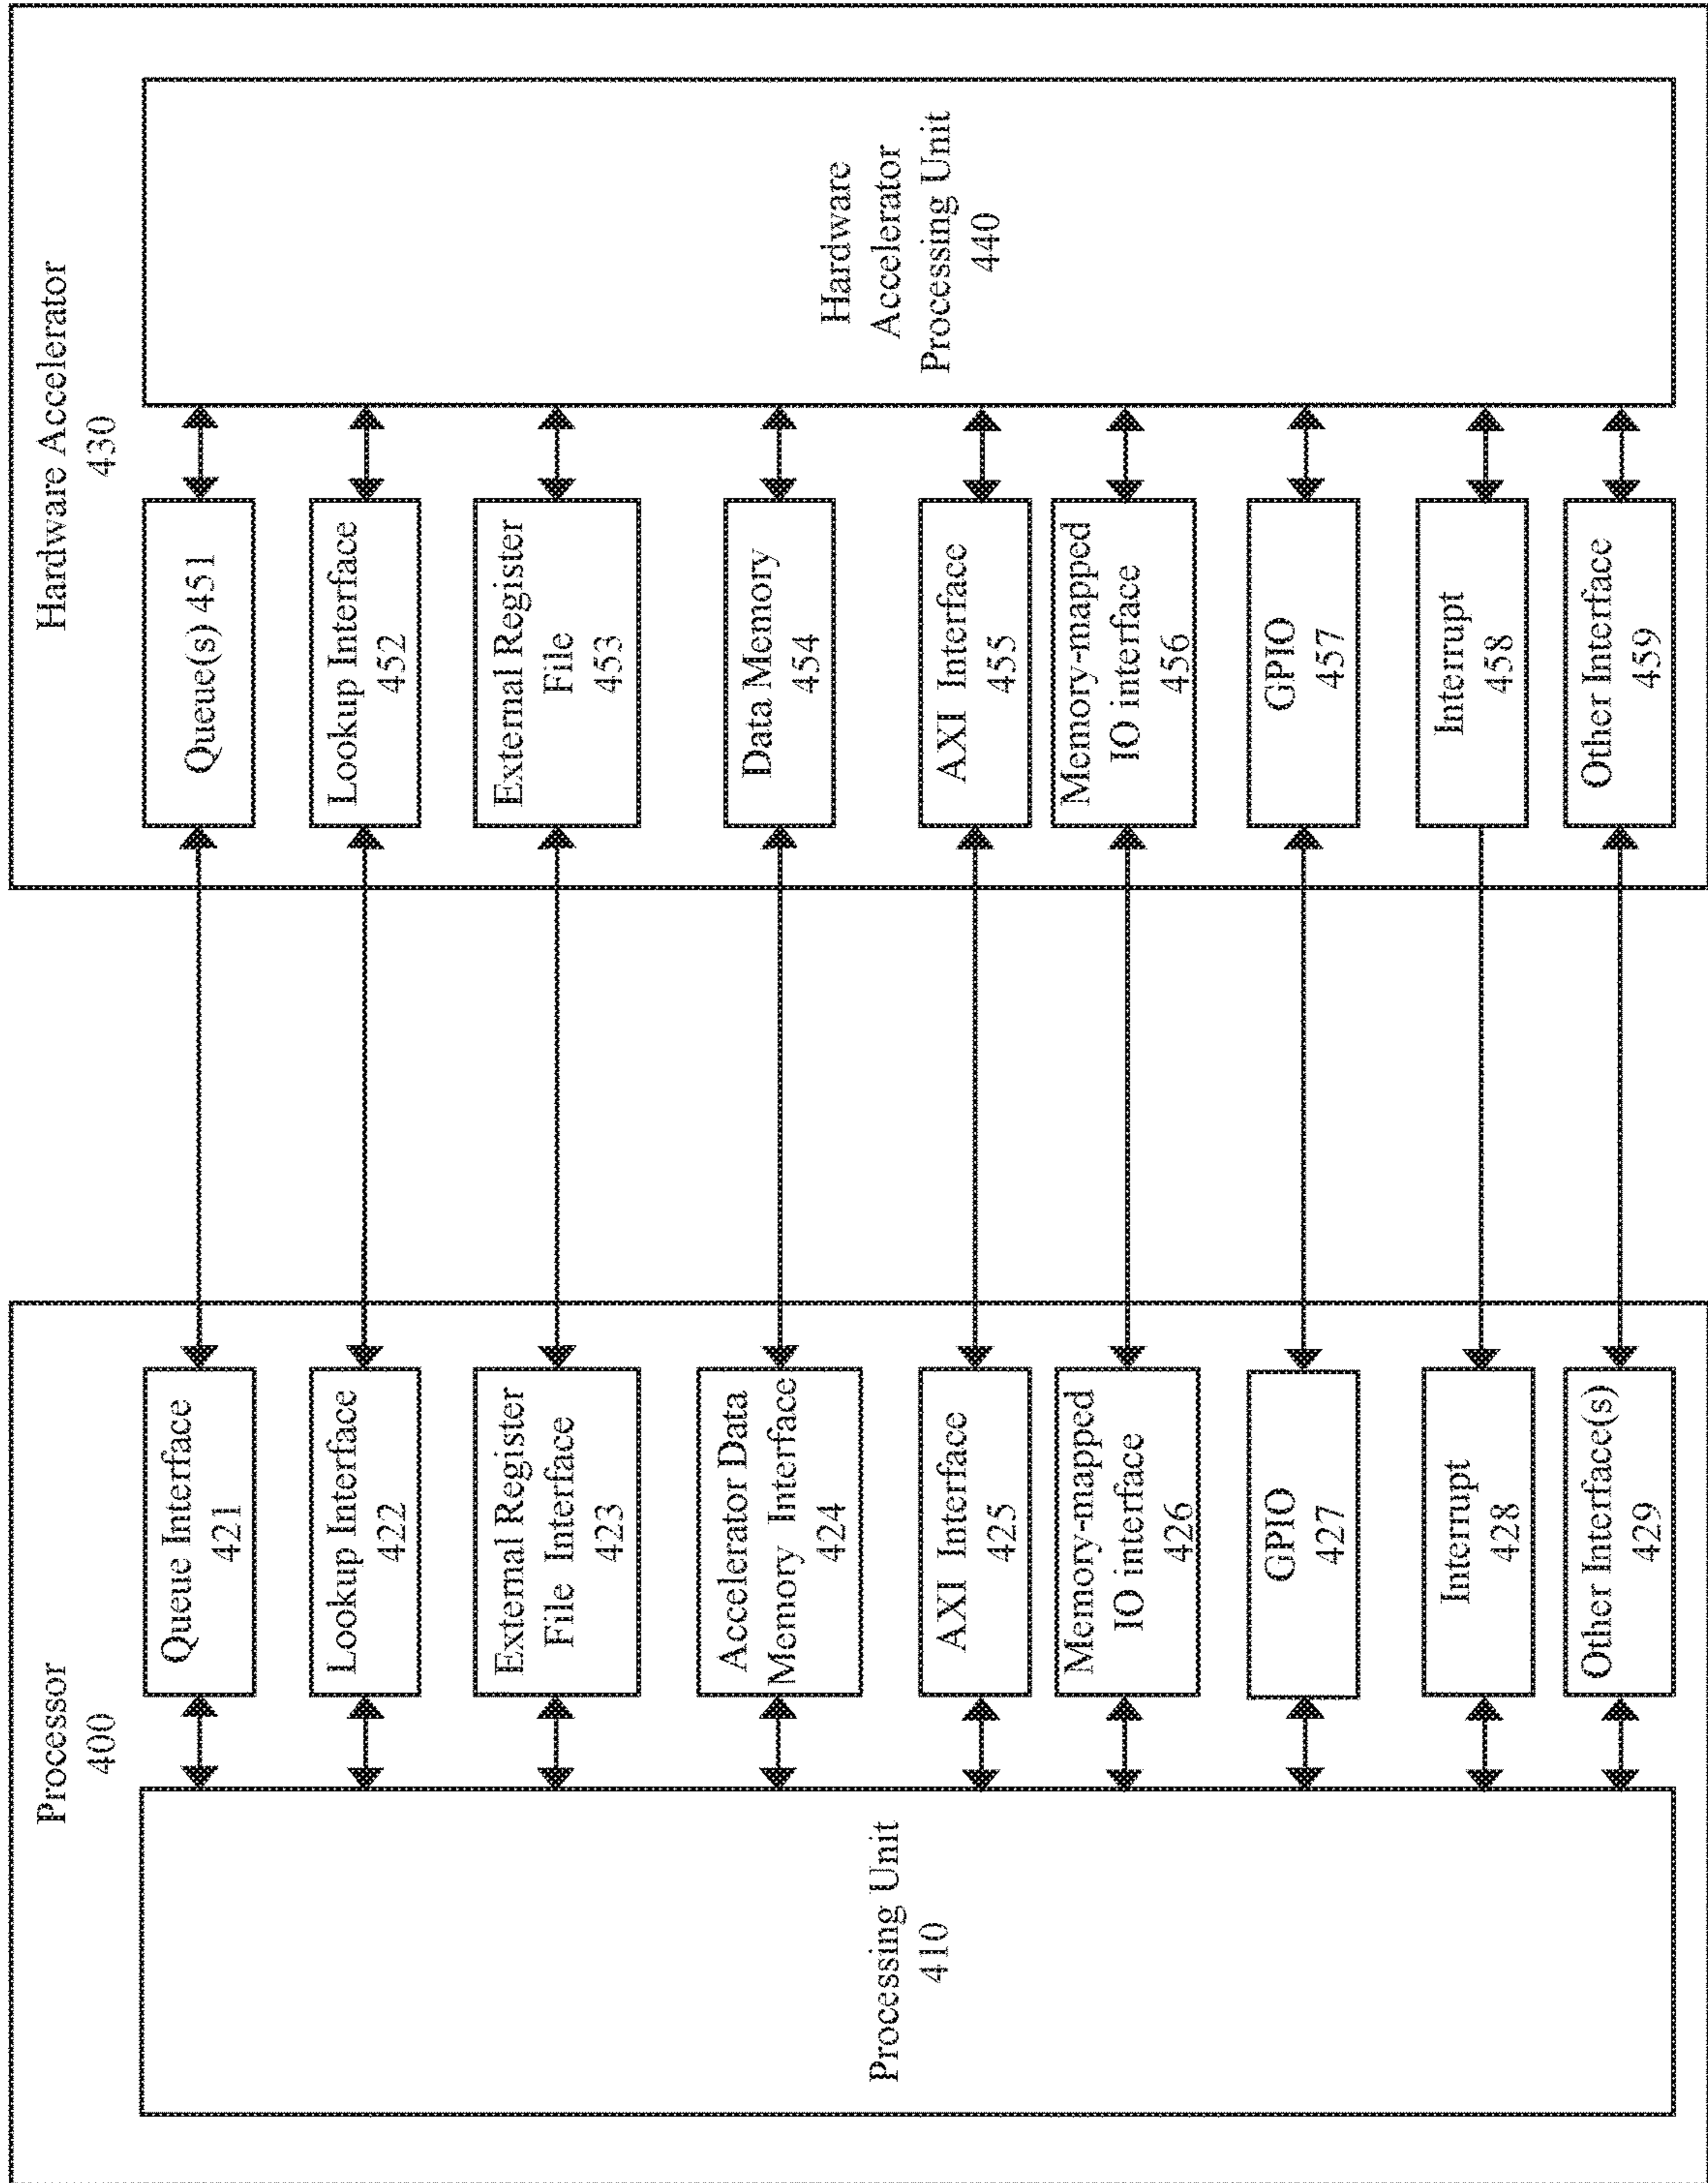 Processor
400
Processing Unit
410
Queue Interface
421
Lookup Interface
422
External Register
File Interface
423
Accelerator Data
Memory Interface
424
AXI Interface
425
Memory-mapped
IO interface
426
GPIO
427
Interrupt
428
Other Interface(s)
429
Hardware Accelerator
430
Queue(s) 451
Lookup Interface
452
External Register
File
453
Data Memory
454
AXI Interface
455
Memory-mapped
IO interface
456
GPIO
457
Interrupt
458
Other Interface
459
Hardware
Accelerator
Processing Unit
440